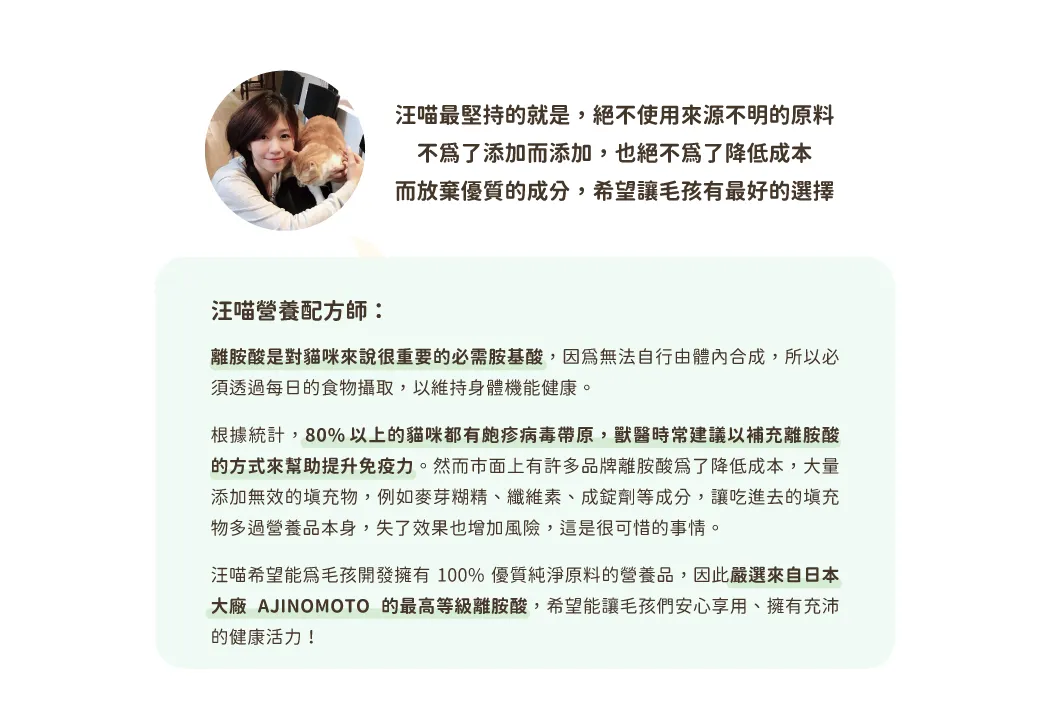 汪喵最堅持的就是，絕不使用來源不明的原料
不為了添加而添加，也絕不為了降低成本
而放棄優質的成分，希望讓毛孩有最好的選擇
汪喵營養配方師：
離胺酸是對貓咪來說很重要的必需胺基酸，因為無法自行由體內合成，所以必
須透過每日的食物攝取，以維持身體機能健康。
根據統計，80% 以上的貓咪都有皰疹病毒帶原，獸醫時常建議以補充離胺酸
的方式來幫助提升免疫力。然而市面上有許多品牌離胺酸為了降低成本，大量
添加無效的填充物，例如麥芽糊精、纖維素、成錠劑等成分，讓吃進去的填充
物多過營養品本身，失了效果也增加風險，這是很可惜的事情。
汪喵希望能為毛孩開發擁有 100% 優質純淨原料的營養品，因此嚴選來自日本
大廠 AJINOMOTO 的最高等級離胺酸，希望能讓毛孩們安心享用、擁有充沛
的健康活力！